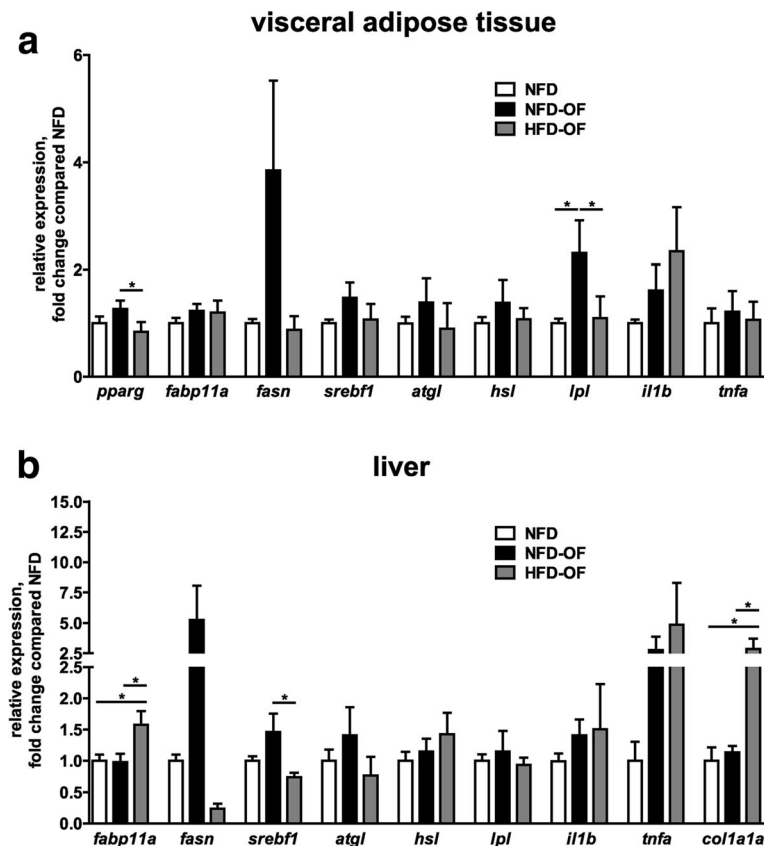 a
visceral adipose tissue
relative expression,
fold change compared NFD
6
4
2
0
NFD
NFD-OF
HFD-OF
*
* *
pparg fabp11a fasn srebf1 atgl hsl lpl il1b tnfa
b
liver
relative expression,
fold change compared NFD
15.0
12.5
10.0
7.5
5.0
2.5
2.5
2.0
1.5
1.0
0.5
0.0
NFD
NFD-OF
HFD-OF
*
*
*
*
*
fabp11a fasn srebf1 atgl hsl lpl il1b tnfa col1a1a